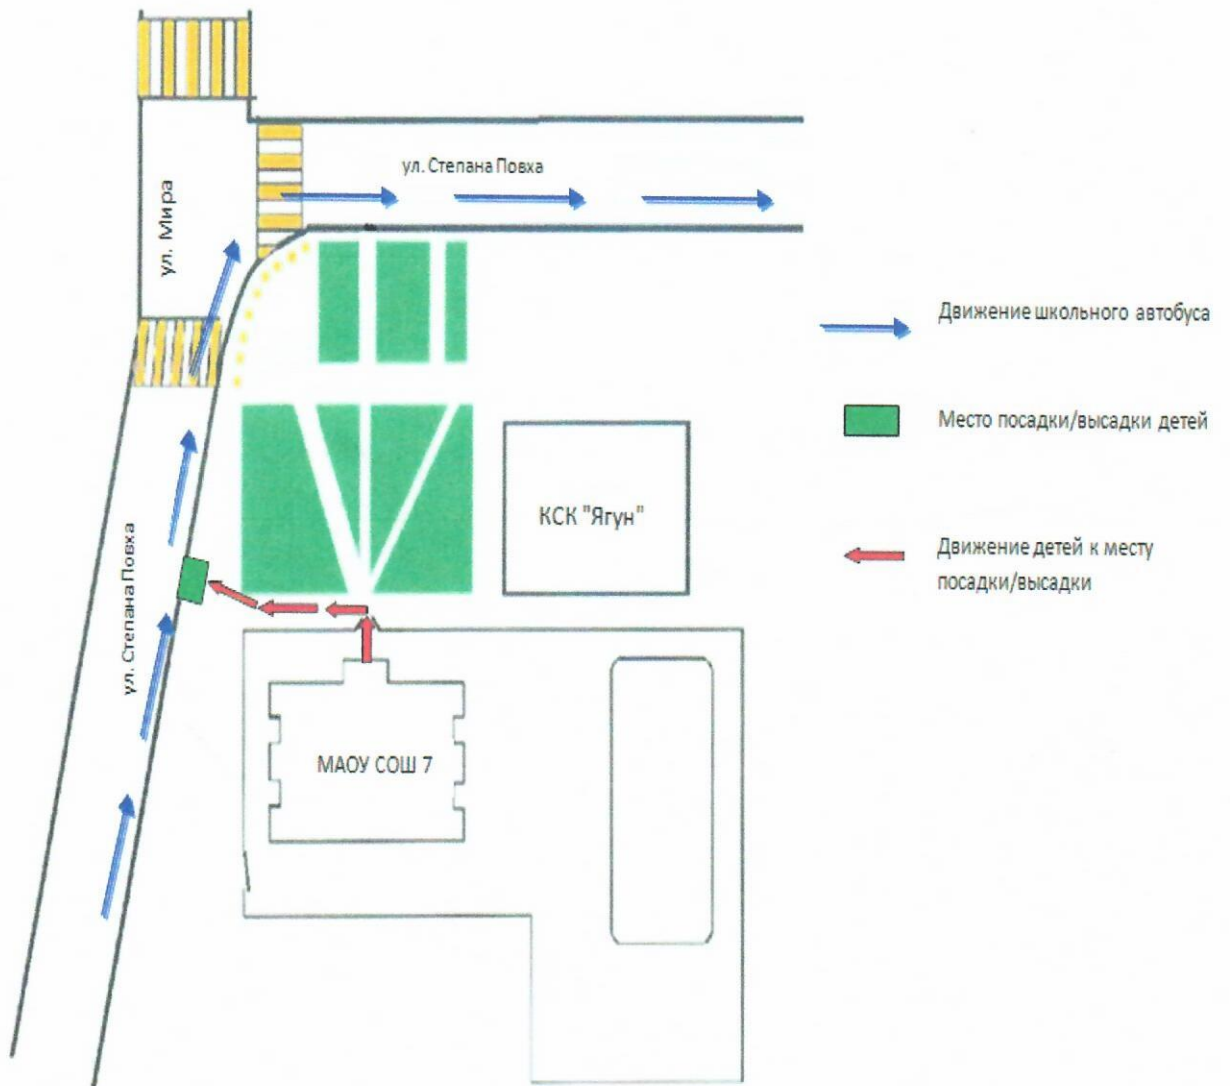 ул. Степана Повха
ул. Мира
Движение школьного автобуса
Место посадки/высадки детей
КСК "Ягун"
Движение детей к месту
посадки/высадки
ул. Степана Повха
МАОУ СОШ 7